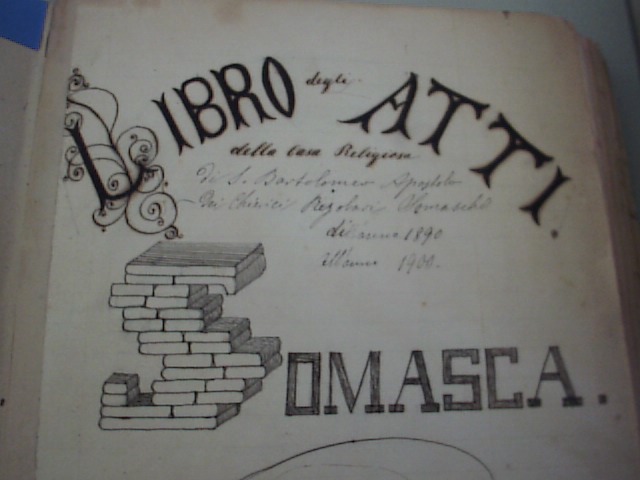 LIBRO degli ATTI.
della Casa Religiosa
di S. Bartolomeo Apostolo
dei Chierici Regolari Somaschi
dall'anno 1890
all'anno 1900.
SOMASCA.